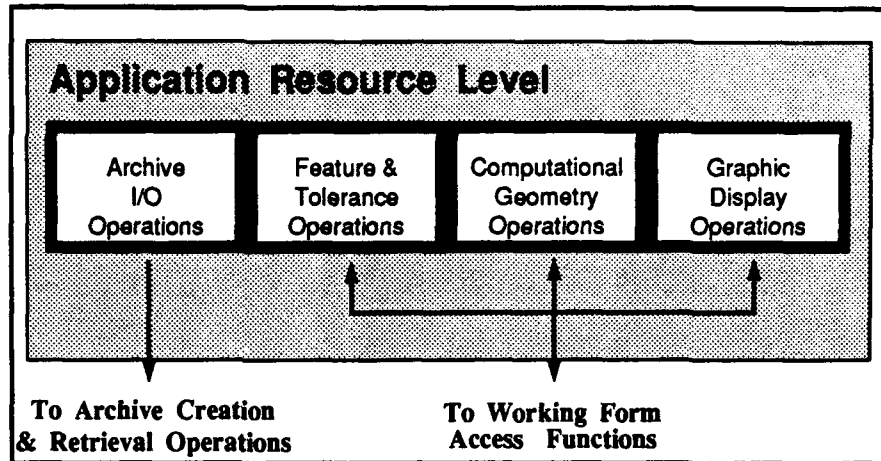 Application Resource Level
Archive
I/O
Operations
Feature &
Tolerance
Operations
Computational
Geometry
Operations
Graphic
Display
Operations
To Archive Creation
& Retrieval Operations
To Working Form
Access Functions